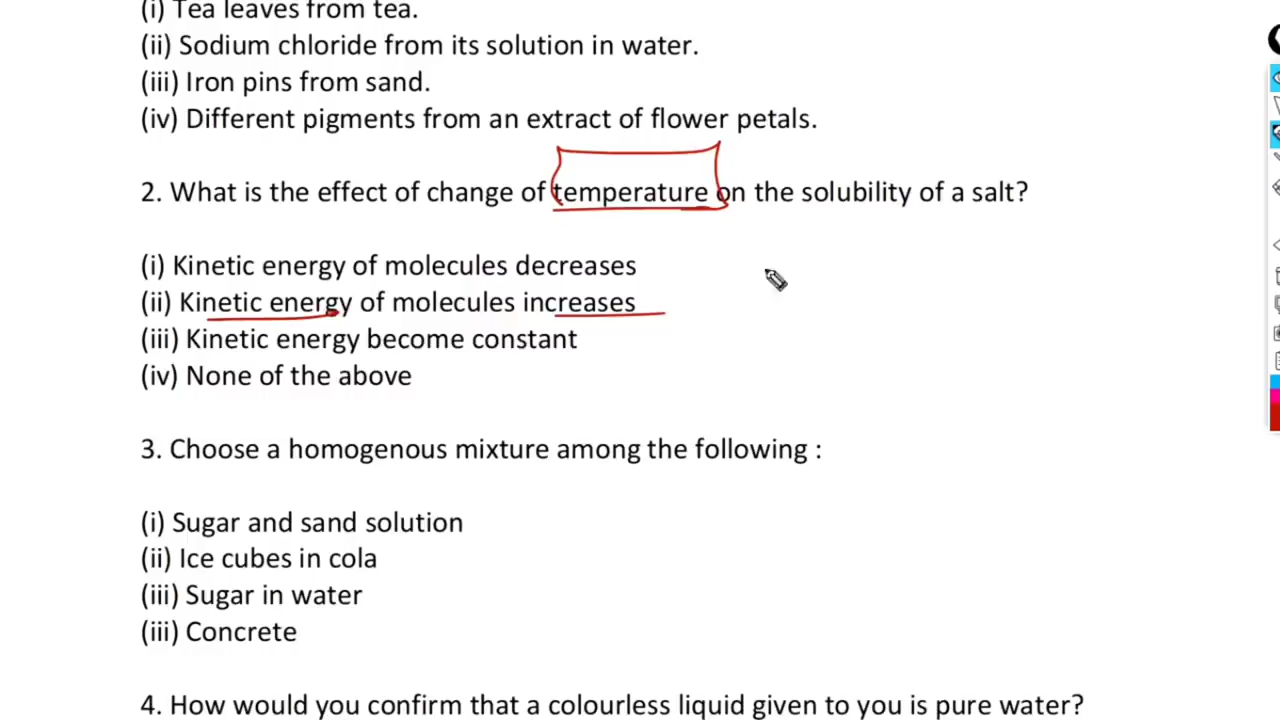 (i) Tea leaves from tea.
(ii) Sodium chloride from its solution in water.
(iii) Iron pins from sand.
(iv) Different pigments from an extract of flower petals.
2. What is the effect of change of temperature on the solubility of a salt?
(i) Kinetic energy of molecules decreases
(ii) Kinetic energy of molecules increases
(iii) Kinetic energy become constant
(iv) None of the above
3. Choose a homogenous mixture among the following :
(i) Sugar and sand solution
(ii) Ice cubes in cola
(iii) Sugar in water
(iii) Concrete
4. How would you confirm that a colourless liquid given to you is pure water?